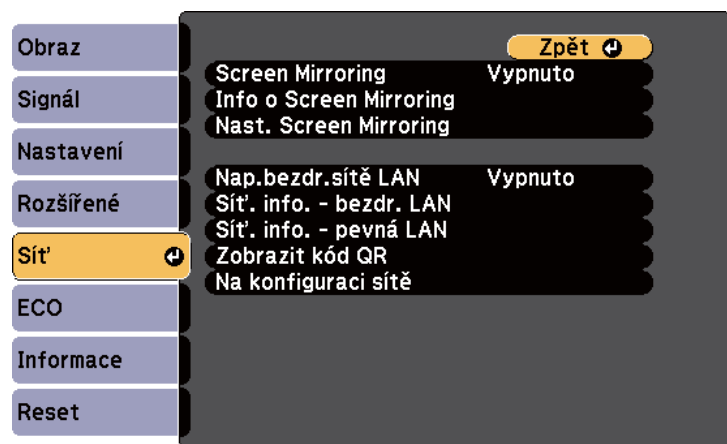 Obraz
Signál
Nastavení
Rozšířené
Síť
ECO
Informace
Reset
Zpět
Screen Mirroring Vypnuto
Info o Screen Mirroring
Nast. Screen Mirroring
Nap.bezdr.sítě LAN Vypnuto
Síť. info. - bezdr. LAN
Síť. info. - pevná LAN
Zobrazit kód QR
Na konfiguraci sítě